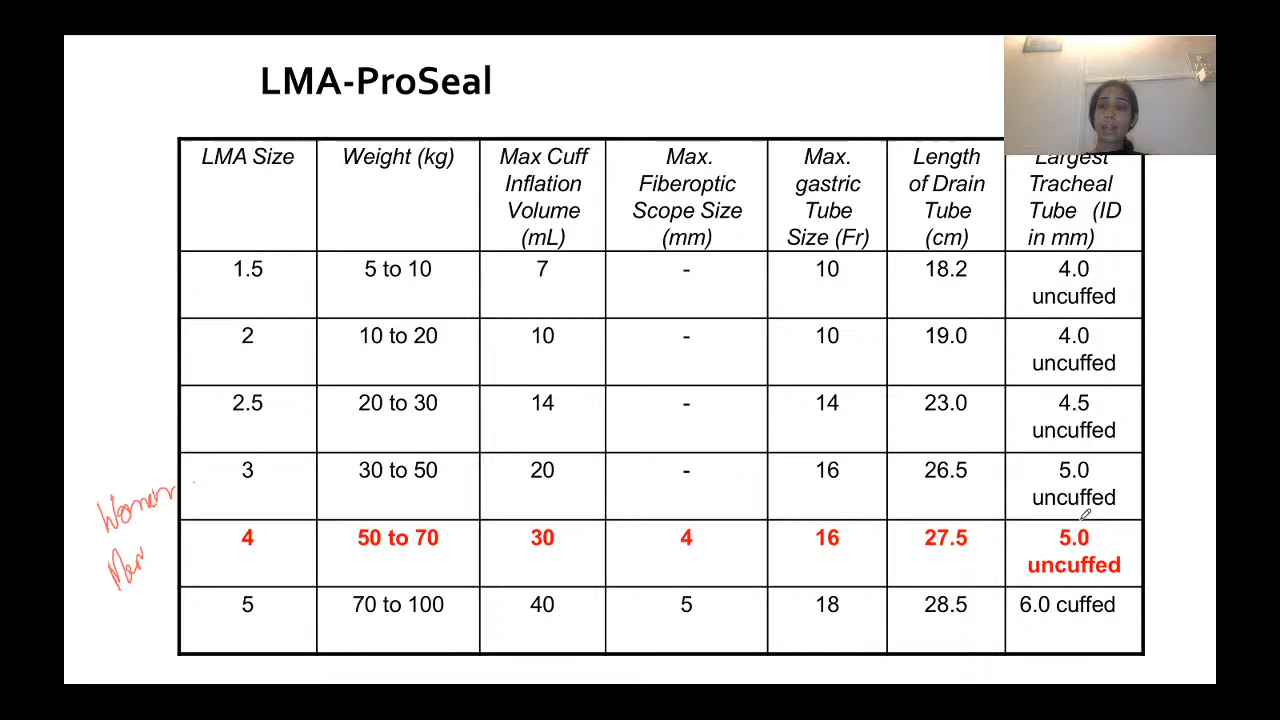 LMA-ProSeal
LMA Size Weight (kg) Max Cuff Inflation Volume (mL) Max. Fiberoptic Scope Size (mm) Max. gastric Tube Size (Fr) Length of Drain Tube (cm) Largest Tracheal Tube (ID in mm)
1.5 5 to 10 7 - 10 18.2 4.0 uncuffed
2 10 to 20 10 - 10 19.0 4.0 uncuffed
2.5 20 to 30 14 - 14 23.0 4.5 uncuffed
3 30 to 50 20 - 16 26.5 5.0 uncuffed
Women
4 50 to 70 30 4 16 27.5 5.0 uncuffed
Men
5 70 to 100 40 5 18 28.5 6.0 cuffed